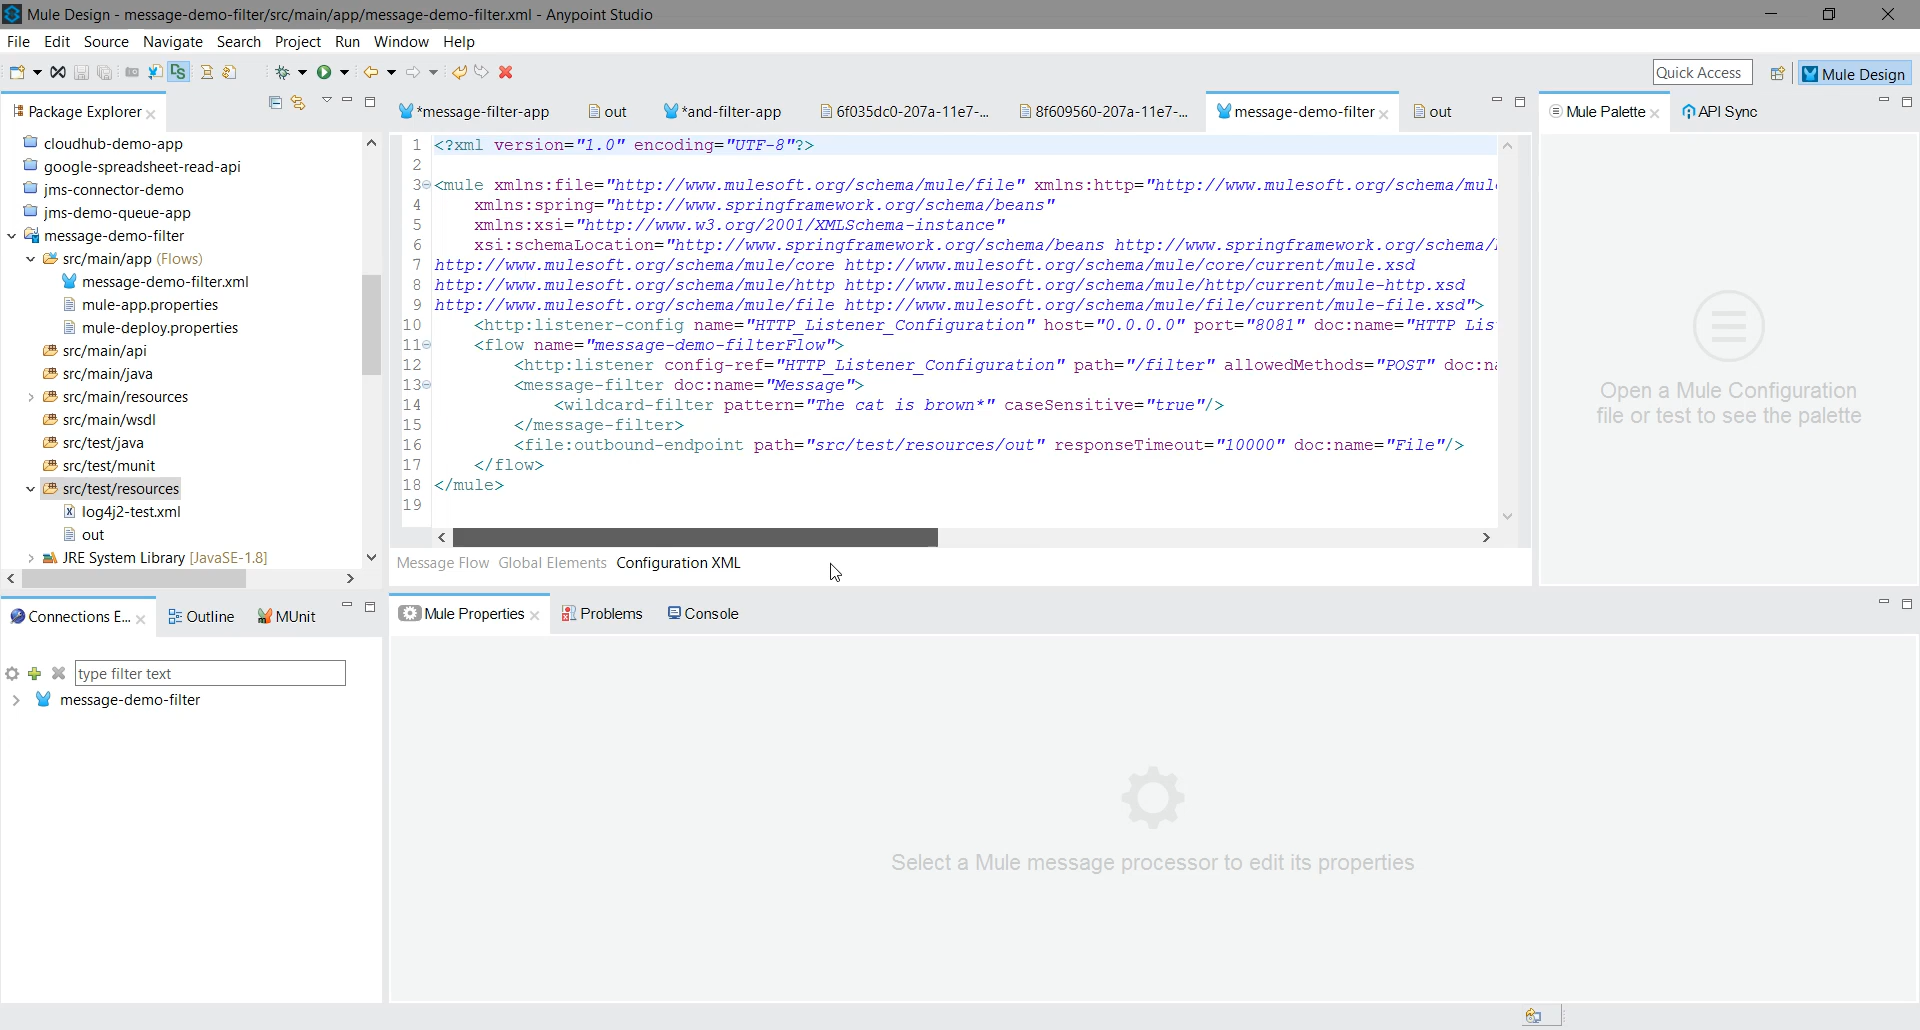 Mule Design - message-demo-filter/src/main/app/message-demo-filter.xml - Anypoint Studio
File Edit Source Navigate Search Project Run Window Help
Quick Access
Mule Design
Package Explorer
cloudhub-demo-app
google-spreadsheet-read-api
jms-connector-demo
jms-demo-queue-app
message-demo-filter
src/main/app (Flows)
message-demo-filter.xml
mule-app.properties
mule-deploy.properties
src/main/api
src/main/java
src/main/resources
src/main/wsdl
src/test/java
src/test/munit
src/test/resources
log4j2-test.xml
out
JRE System Library [JavaSE-1.8]
*message-filter-app out *and-filter-app 6f035dc0-207a-11e7-... 8f609560-207a-11e7-... message-demo-filter out
1 <?xml version="1.0" encoding="UTF-8"?>
2
3 <mule xmlns:file="http://www.mulesoft.org/schema/mule/file" xmlns:http="http://www.mulesoft.org/schema/mul
4 xmlns:spring="http://www.springframework.org/schema/beans"
5 xmlns:xsi="http://www.w3.org/2001/XMLSchema-instance"
6 xsi:schemaLocation="http://www.springframework.org/schema/beans http://www.springframework.org/schema/
7 http://www.mulesoft.org/schema/mule/core http://www.mulesoft.org/schema/mule/core/current/mule.xsd
8 http://www.mulesoft.org/schema/mule/http http://www.mulesoft.org/schema/mule/http/current/mule-http.xsd
9 http://www.mulesoft.org/schema/mule/file http://www.mulesoft.org/schema/mule/file/current/mule-file.xsd">
10 <http:listener-config name="HTTP_Listener_Configuration" host="0.0.0.0" port="8081" doc:name="HTTP Lis
11 <flow name="message-demo-filterFlow">
12 <http:listener config-ref="HTTP_Listener_Configuration" path="/filter" allowedMethods="POST" doc:na
13 <message-filter doc:name="Message">
14 <wildcard-filter pattern="The cat is brown*" caseSensitive="true"/>
15 </message-filter>
16 <file:outbound-endpoint path="src/test/resources/out" responseTimeout="10000" doc:name="File"/>
17 </flow>
18 </mule>
19
Message Flow Global Elements Configuration XML
Mule Palette API Sync
Open a Mule Configuration
file or test to see the palette
Connections E... Outline MUnit
type filter text
message-demo-filter
Mule Properties Problems Console
Select a Mule message processor to edit its properties